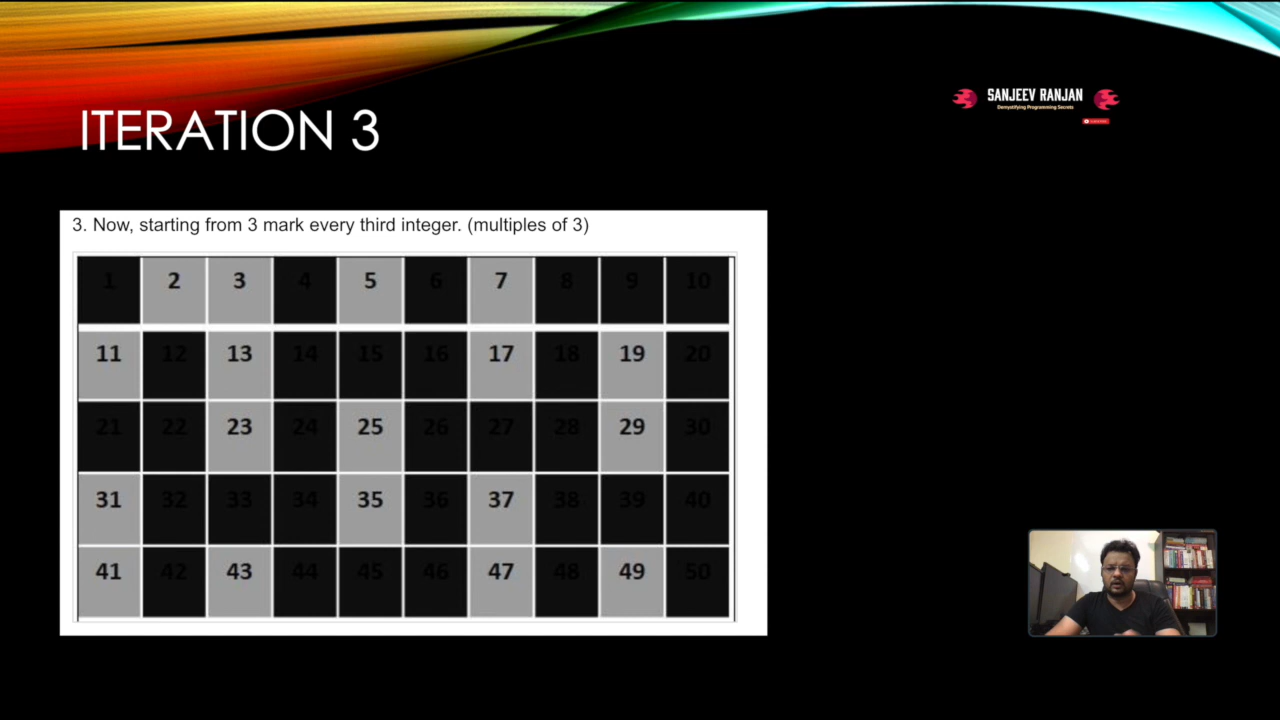 SANJEEV RANJAN
Demystifying Programming Secrets
ITERATION 3
3. Now, starting from 3 mark every third integer. (multiples of 3)
1 2 3 4 5 6 7 8 9 10
11 12 13 14 15 16 17 18 19 20
21 22 23 24 25 26 27 28 29 30
31 32 33 34 35 36 37 38 39 40
41 42 43 44 45 46 47 48 49 50